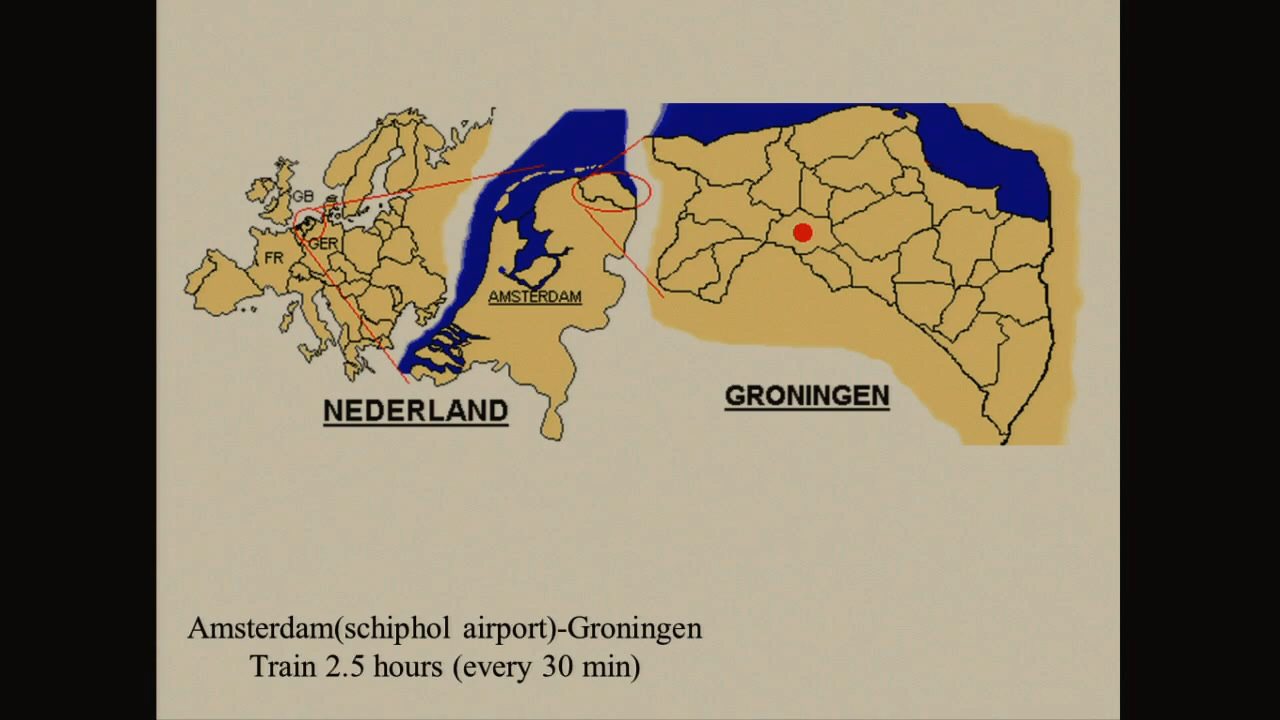 GB
GER
FR
AMSTERDAM
NEDERLAND
GRONINGEN
Amsterdam(schiphol airport)-Groningen
Train 2.5 hours (every 30 min)